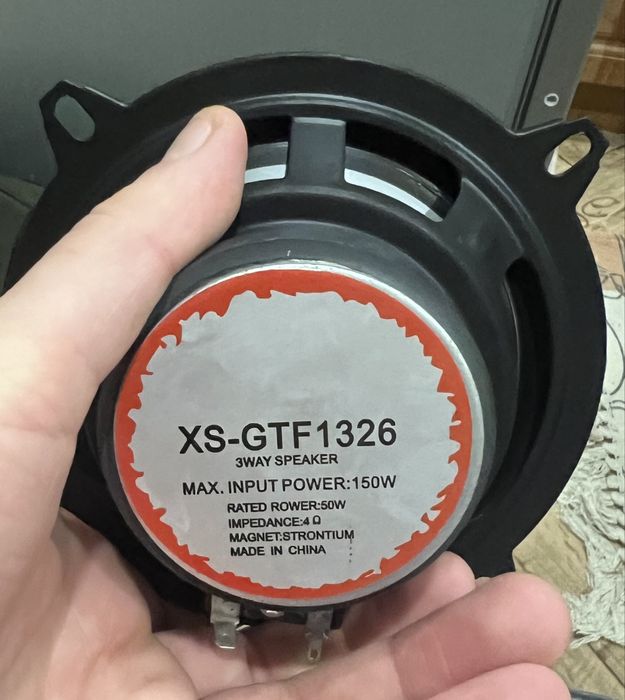 XS-GTF1326
3WAY SPEAKER
MAX. INPUT POWER:150W
RATED ROWER:50W
IMPEDANCE:4 Ω
MAGNET:STRONTIUM
MADE IN CHINA